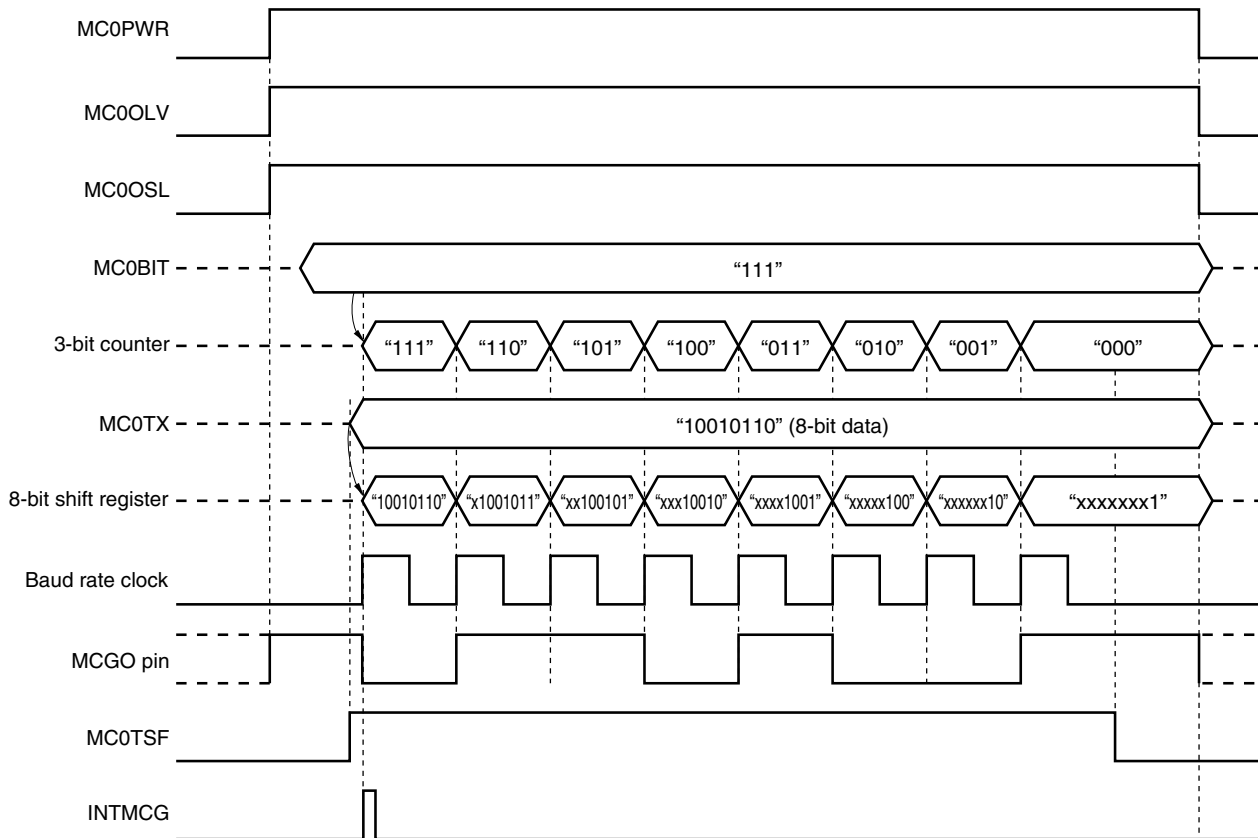 MC0PWR
MC0OLV
MC0OSL
MC0BIT “111”
3-bit counter “111” “110” “101” “100” “011” “010” “001” “000”
MC0TX “10010110” (8-bit data)
8-bit shift register “10010110” “x1001011” “xx100101” “xxx10010” “xxxx1001” “xxxxx100” “xxxxxx10” “xxxxxxx1”
Baud rate clock
MCGO pin
MC0TSF
INTMCG